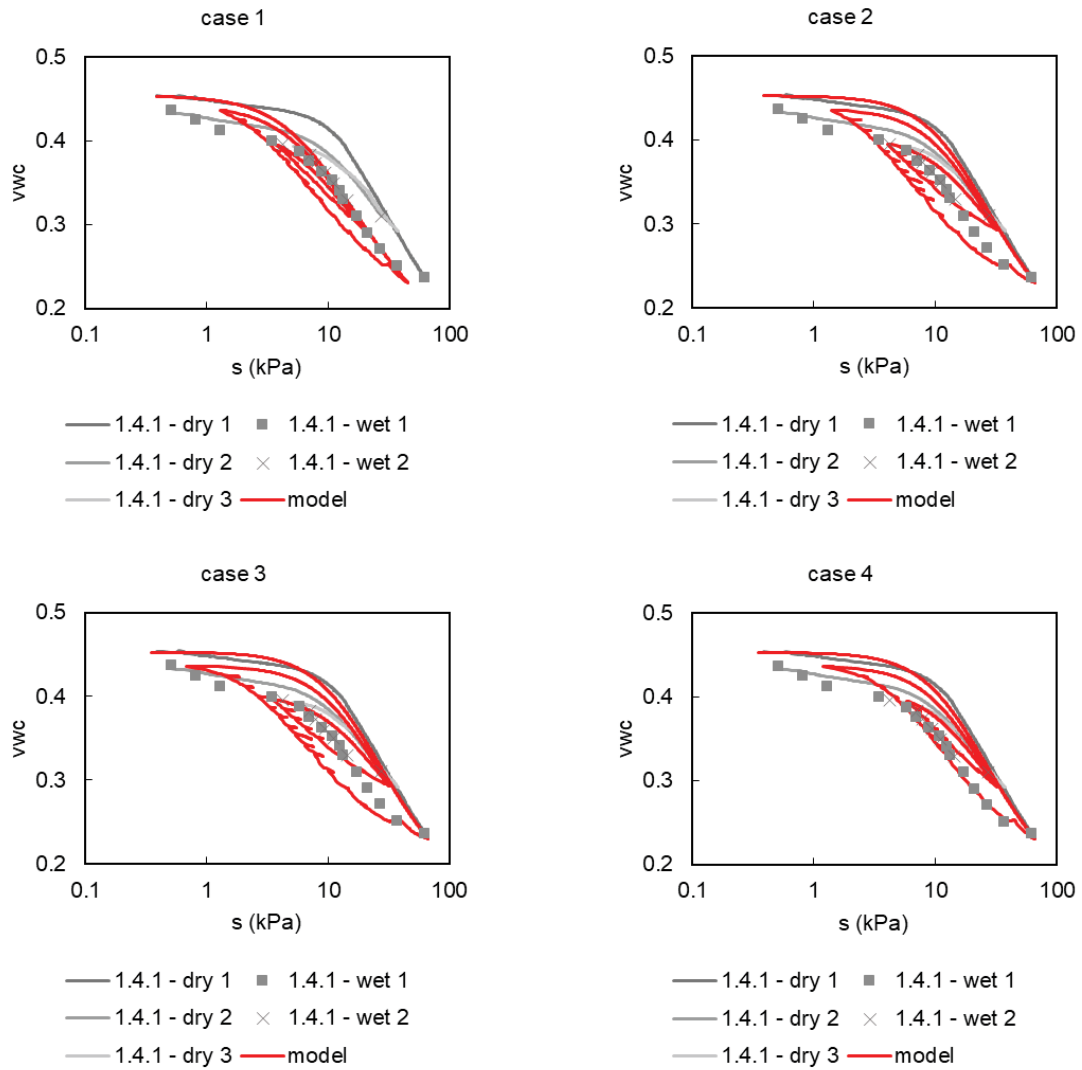 case 1
case 2
0.5
0.4
0.3
0.2
vwc
0.1 1 10 100
s (kPa)
0.5
0.4
0.3
0.2
vwc
0.1 1 10 100
s (kPa)
1.4.1 - dry 1 1.4.1 - wet 1
1.4.1 - dry 2 1.4.1 - wet 2
1.4.1 - dry 3 model
1.4.1 - dry 1 1.4.1 - wet 1
1.4.1 - dry 2 1.4.1 - wet 2
1.4.1 - dry 3 model
case 3
case 4
0.5
0.4
0.3
0.2
vwc
0.1 1 10 100
s (kPa)
0.5
0.4
0.3
0.2
vwc
0.1 1 10 100
s (kPa)
1.4.1 - dry 1 1.4.1 - wet 1
1.4.1 - dry 2 1.4.1 - wet 2
1.4.1 - dry 3 model
1.4.1 - dry 1 1.4.1 - wet 1
1.4.1 - dry 2 1.4.1 - wet 2
1.4.1 - dry 3 model